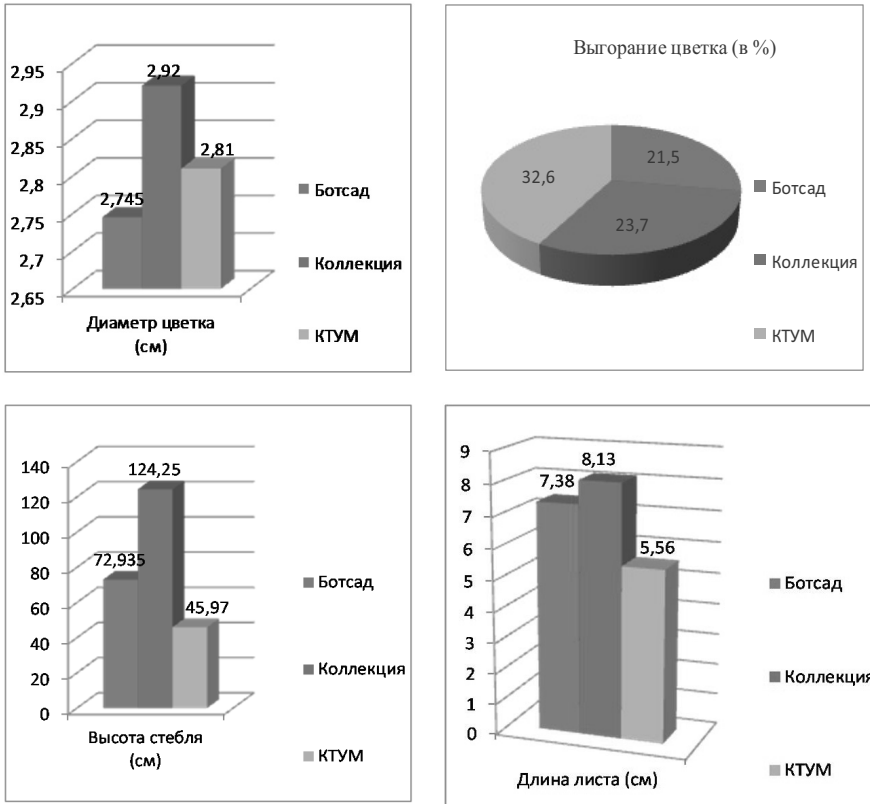 2,95
2,9
2,85
2,8
2,75
2,7
2,65
2,745
2,92
2,81
Диаметр цветка
(см)
Ботсад
Коллекция
КТУМ
Выгорание цветка (в %)
32,6
21,5
23,7
Ботсад
Коллекция
КТУМ
140
120
100
80
60
40
20
0
72,935
124,25
45,97
Высота стебля
(см)
Ботсад
Коллекция
КТУМ
9
8
7
6
5
4
3
2
1
0
7,38
8,13
5,56
Длина листа (см)
Ботсад
Коллекция
КТУМ